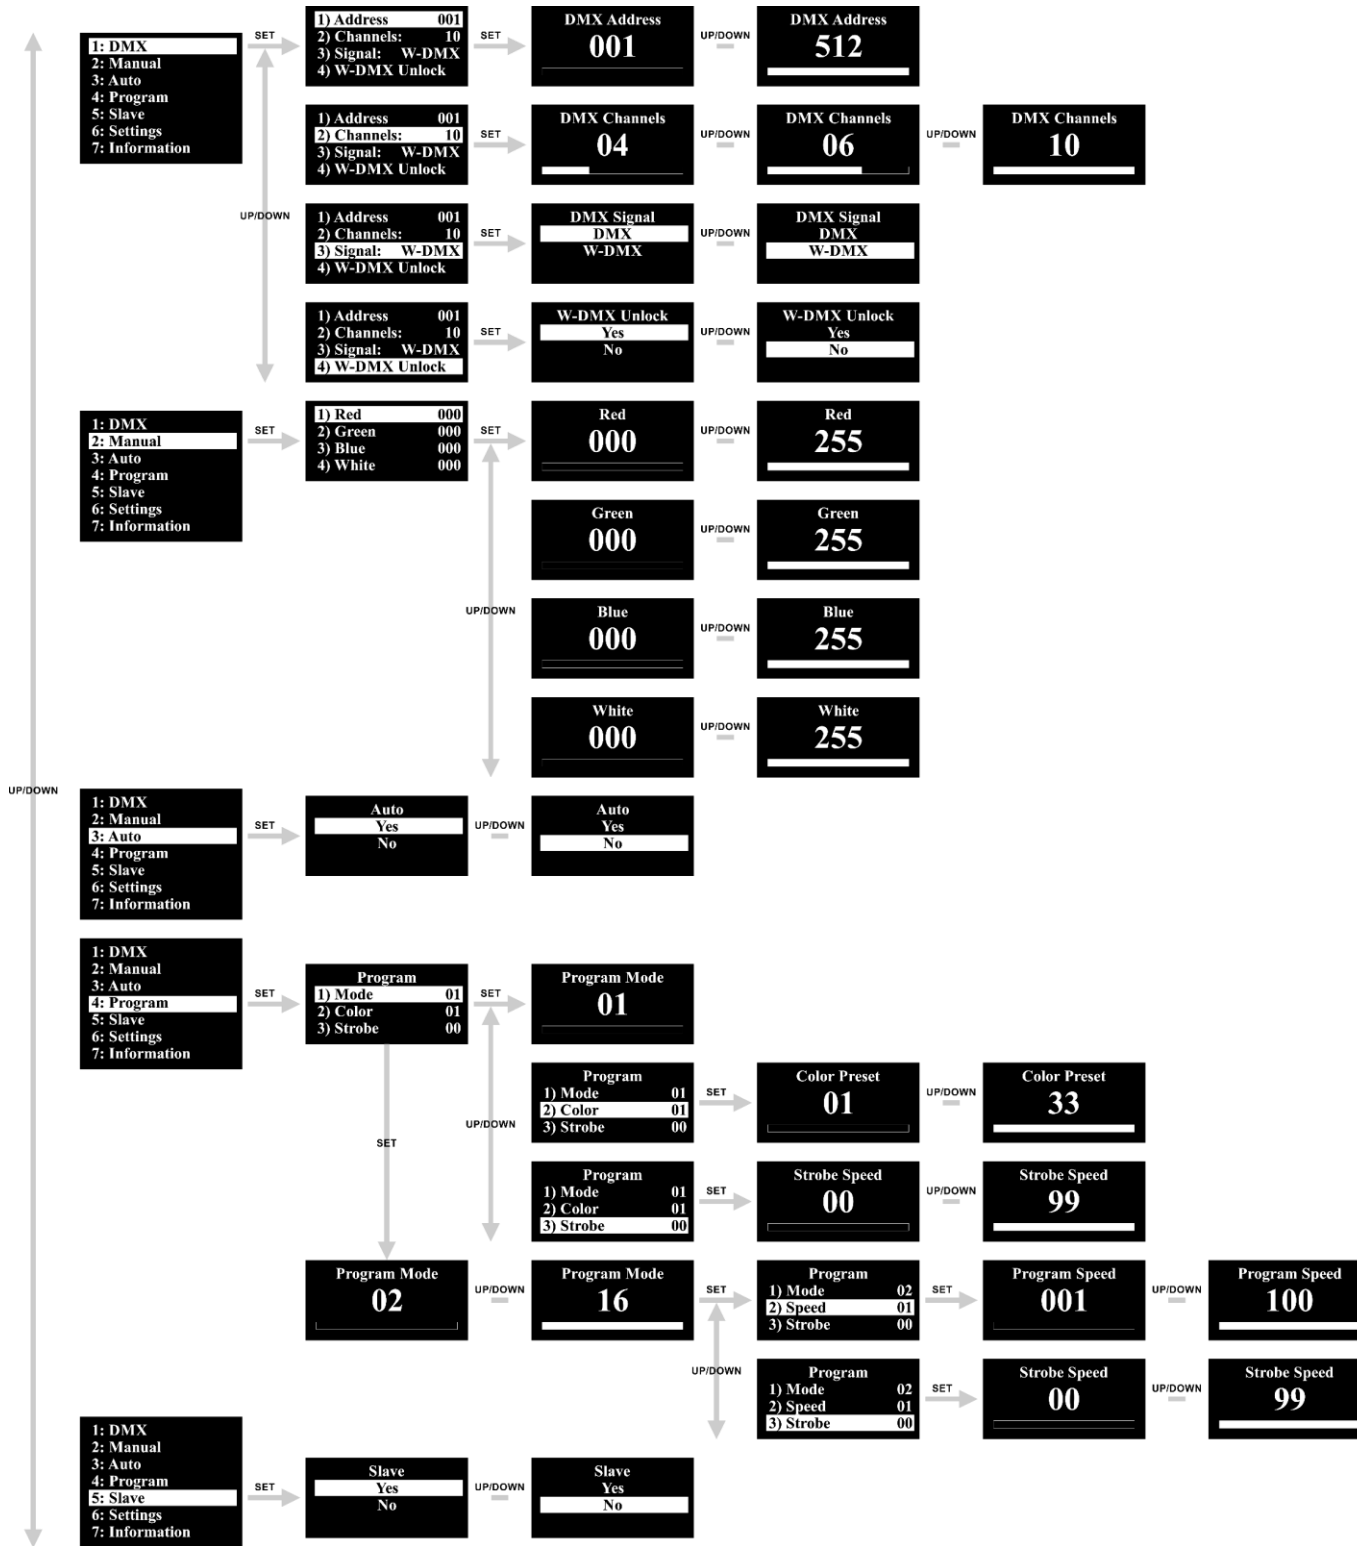 1: DMX
2: Manual
3: Auto
4: Program
5: Slave
6: Settings
7: Information
SET
1) Address 001
2) Channels: 10
3) Signal: W-DMX
4) W-DMX Unlock
SET
DMX Address
001
UP/DOWN
DMX Address
512
1) Address 001
2) Channels: 10
3) Signal: W-DMX
4) W-DMX Unlock
SET
DMX Channels
04
UP/DOWN
DMX Channels
06
UP/DOWN
DMX Channels
10
UP/DOWN
1) Address 001
2) Channels: 10
3) Signal: W-DMX
4) W-DMX Unlock
SET
DMX Signal
DMX
W-DMX
UP/DOWN
DMX Signal
DMX
W-DMX
1) Address 001
2) Channels: 10
3) Signal: W-DMX
4) W-DMX Unlock
SET
W-DMX Unlock
Yes
No
UP/DOWN
W-DMX Unlock
Yes
No
1: DMX
2: Manual
3: Auto
4: Program
5: Slave
6: Settings
7: Information
SET
1) Red 000
2) Green 000
3) Blue 000
4) White 000
SET
Red
000
UP/DOWN
Red
255
Green
000
UP/DOWN
Green
255
UP/DOWN
Blue
000
UP/DOWN
Blue
255
White
000
UP/DOWN
White
255
UP/DOWN
1: DMX
2: Manual
3: Auto
4: Program
5: Slave
6: Settings
7: Information
SET
Auto
Yes
No
UP/DOWN
Auto
Yes
No
1: DMX
2: Manual
3: Auto
4: Program
5: Slave
6: Settings
7: Information
SET
Program
1) Mode 01
2) Color 01
3) Strobe 00
SET
Program Mode
01
UP/DOWN
Program
1) Mode 01
2) Color 01
3) Strobe 00
SET
Color Preset
01
UP/DOWN
Color Preset
33
SET
Program
1) Mode 01
2) Color 01
3) Strobe 00
SET
Strobe Speed
00
UP/DOWN
Strobe Speed
99
Program Mode
02
UP/DOWN
Program Mode
16
SET
Program
1) Mode 02
2) Speed 01
3) Strobe 00
SET
Program Speed
001
UP/DOWN
Program Speed
100
UP/DOWN
Program
1) Mode 02
2) Speed 01
3) Strobe 00
SET
Strobe Speed
00
UP/DOWN
Strobe Speed
99
1: DMX
2: Manual
3: Auto
4: Program
5: Slave
6: Settings
7: Information
SET
Slave
Yes
No
UP/DOWN
Slave
Yes
No